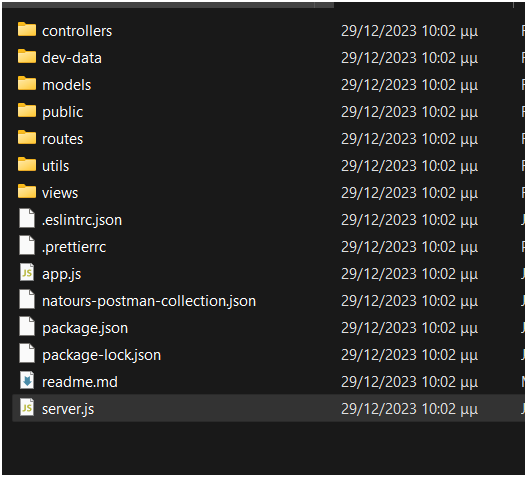 controllers 29/12/2023 10:02 μμ
dev-data 29/12/2023 10:02 μμ
models 29/12/2023 10:02 μμ
public 29/12/2023 10:02 μμ
routes 29/12/2023 10:02 μμ
utils 29/12/2023 10:02 μμ
views 29/12/2023 10:02 μμ
.eslintrc.json 29/12/2023 10:02 μμ
.prettierrc 29/12/2023 10:02 μμ
JS app.js 29/12/2023 10:02 μμ
natours-postman-collection.json 29/12/2023 10:02 μμ
package.json 29/12/2023 10:02 μμ
package-lock.json 29/12/2023 10:02 μμ
readme.md 29/12/2023 10:02 μμ
JS server.js 29/12/2023 10:02 μμ